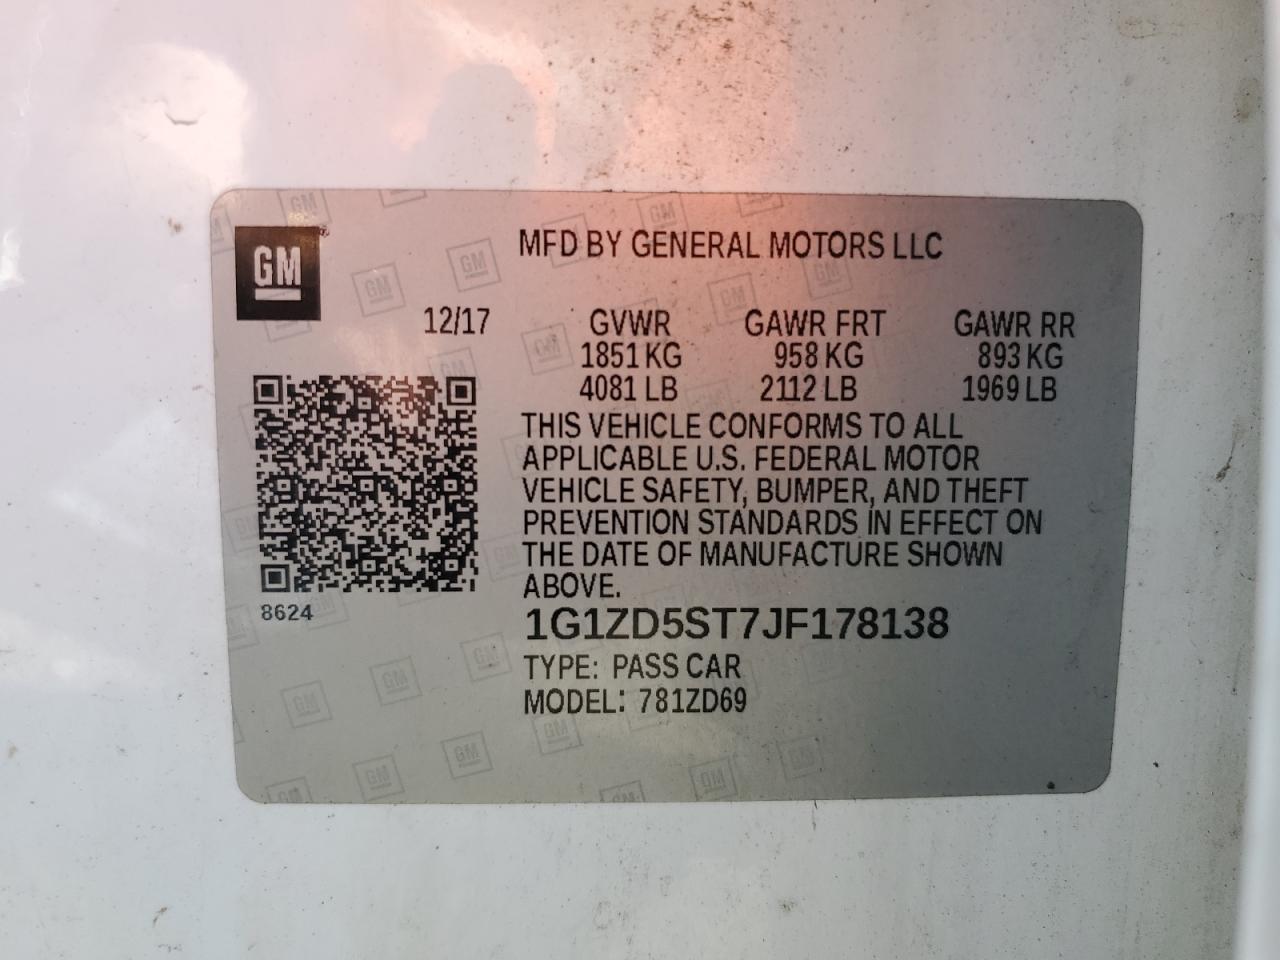 GM
MFD BY GENERAL MOTORS LLC
12/17 GVWR GAWR FRT GAWR RR
1851 KG 958 KG 893 KG
4081 LB 2112 LB 1969 LB
THIS VEHICLE CONFORMS TO ALL
APPLICABLE U.S. FEDERAL MOTOR
VEHICLE SAFETY, BUMPER, AND THEFT
PREVENTION STANDARDS IN EFFECT ON
THE DATE OF MANUFACTURE SHOWN
ABOVE.
8624
1G1ZD5ST7JF178138
TYPE: PASS CAR
MODEL: 781ZD69